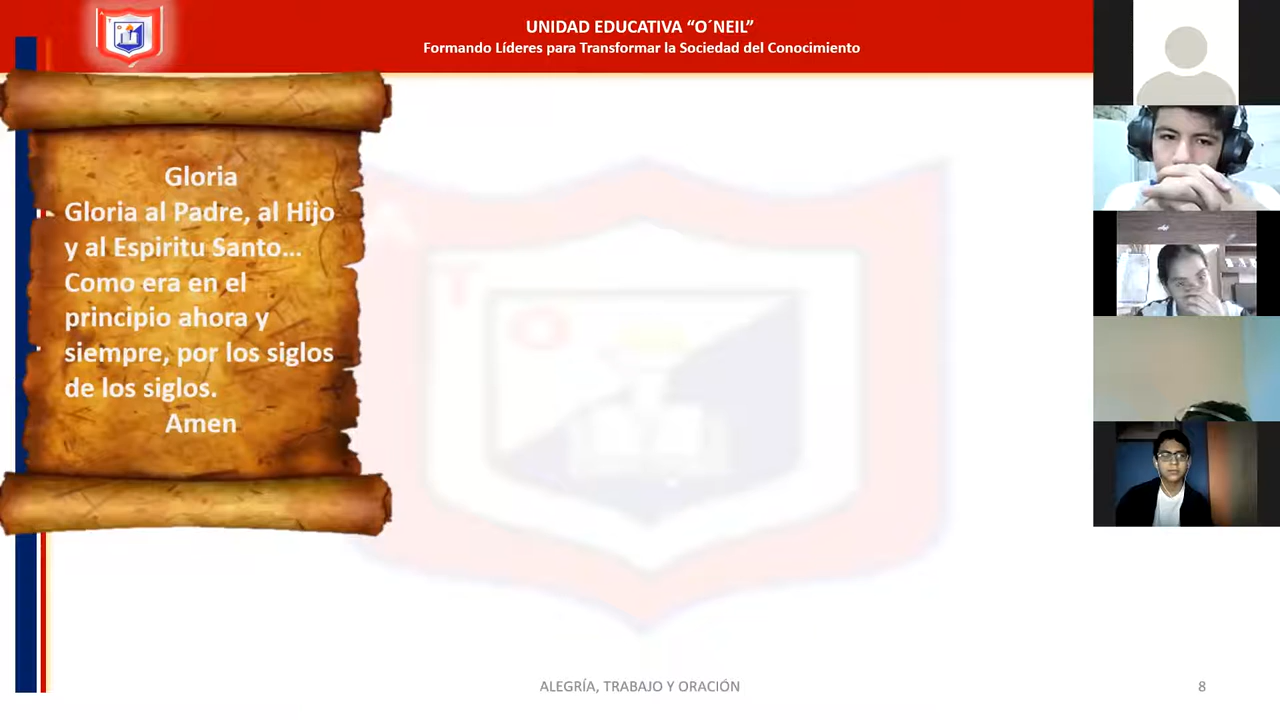 UNIDAD EDUCATIVA “O´NEIL”
Formando Líderes para Transformar la Sociedad del Conocimiento
Gloria
Gloria al Padre, al Hijo
y al Espiritu Santo...
Como era en el
principio ahora y
siempre, por los siglos
de los siglos.
Amen
T
O
ALEGRÍA, TRABAJO Y ORACIÓN
8